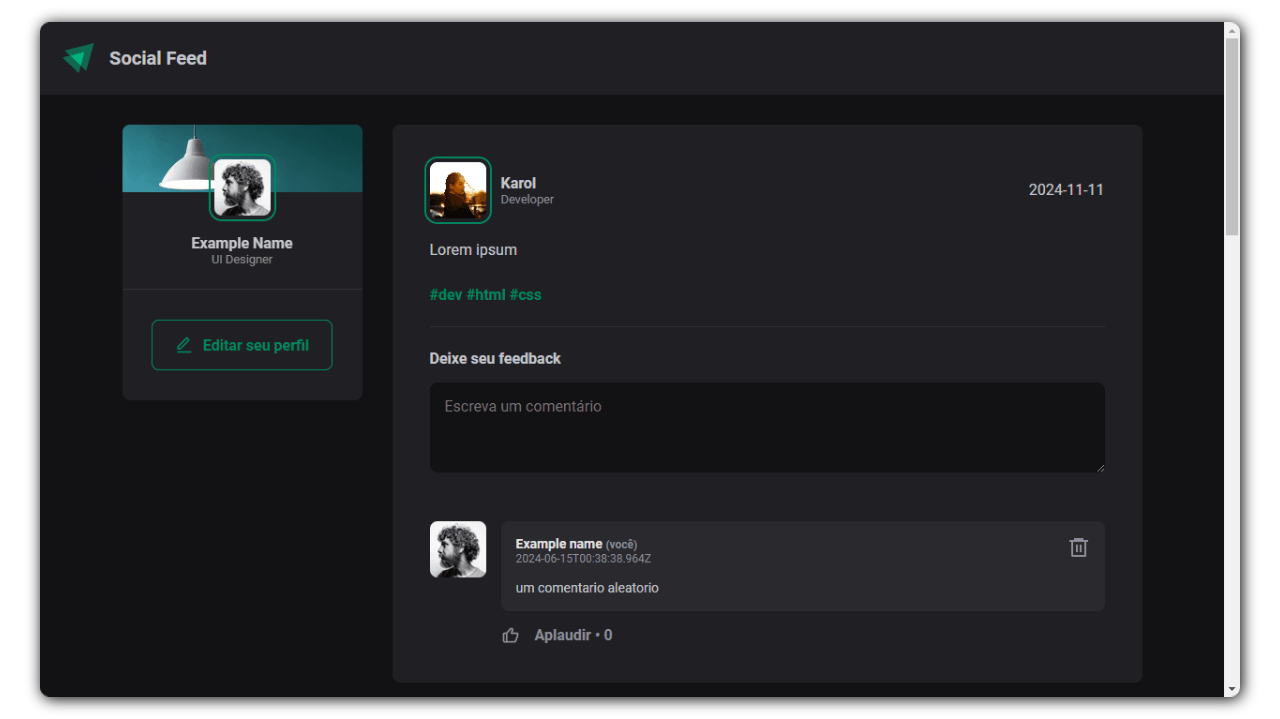 Social Feed
Example Name
UI Designer
Editar seu perfil
Karol
Developer
2024-11-11
Lorem ipsum
#dev #html #css
Deixe seu feedback
Escreva um comentário
Example name (você)
2024-06-15T00:38:38.964Z
um comentario aleatorio
Aplaudir • 0